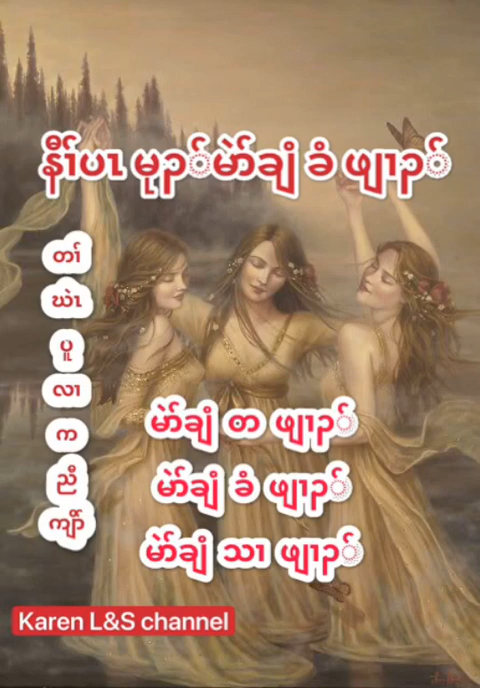 နီၢ်ပၤ မုၣ်မဲာ်ချံ ခံ ဖျၢၣ်
တၢ်
ဃဲၤ
ပူ
လၢ
က
ညီ
ကျိာ်
မဲာ်ချံ တ ဖျၢၣ်
မဲာ်ချံ ခံ ဖျၢၣ်
မဲာ်ချံ သၢ ဖျၢၣ်
Karen L&S channel